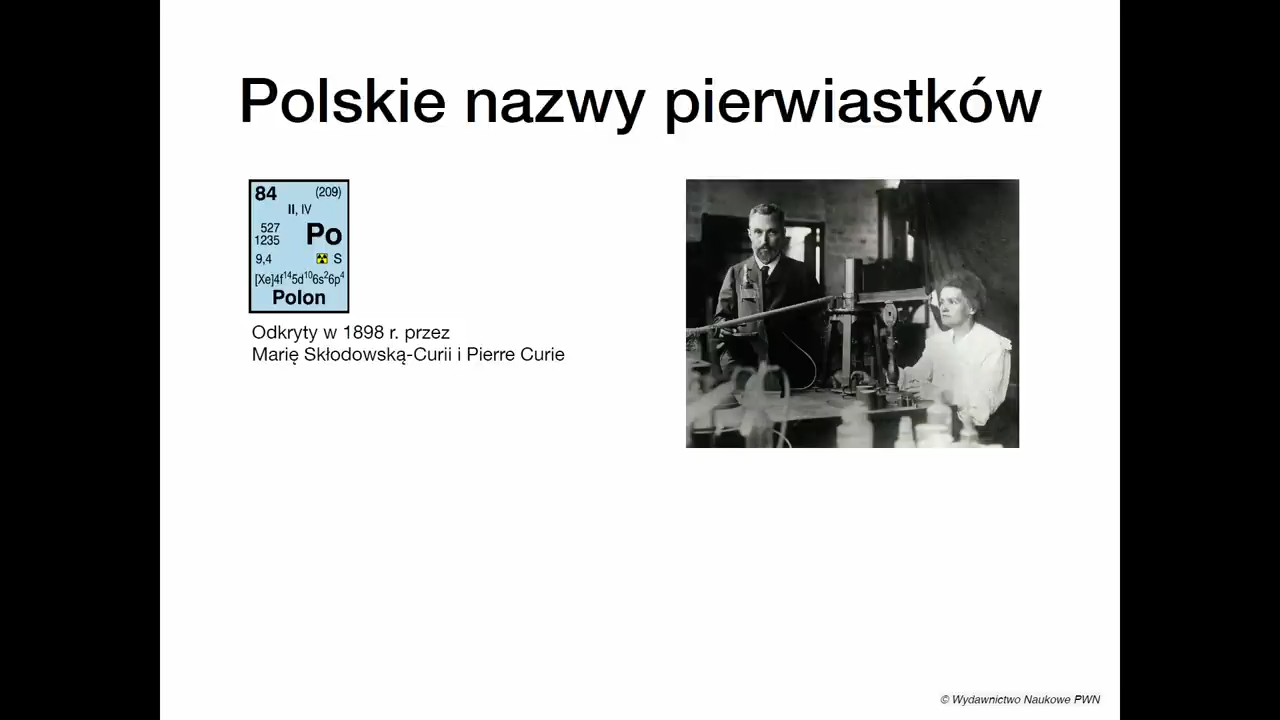 Polskie nazwy pierwiastków
84 (209)
II, IV
527
1235 Po
9,4 S
[Xe]4f¹⁴5d¹⁰6s²6p⁴
Polon
Odkryty w 1898 r. przez
Marię Skłodowską-Curii i Pierre Curie
© Wydawnictwo Naukowe PWN